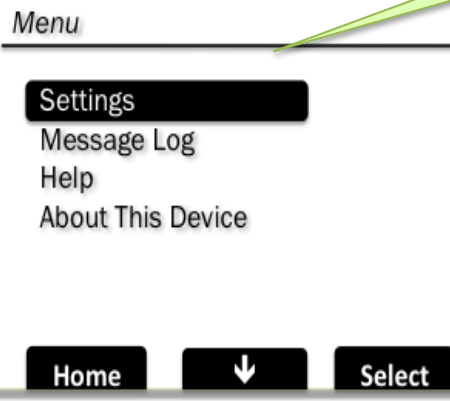 Menu
Settings
Message Log
Help
About This Device
Home ↓ Select